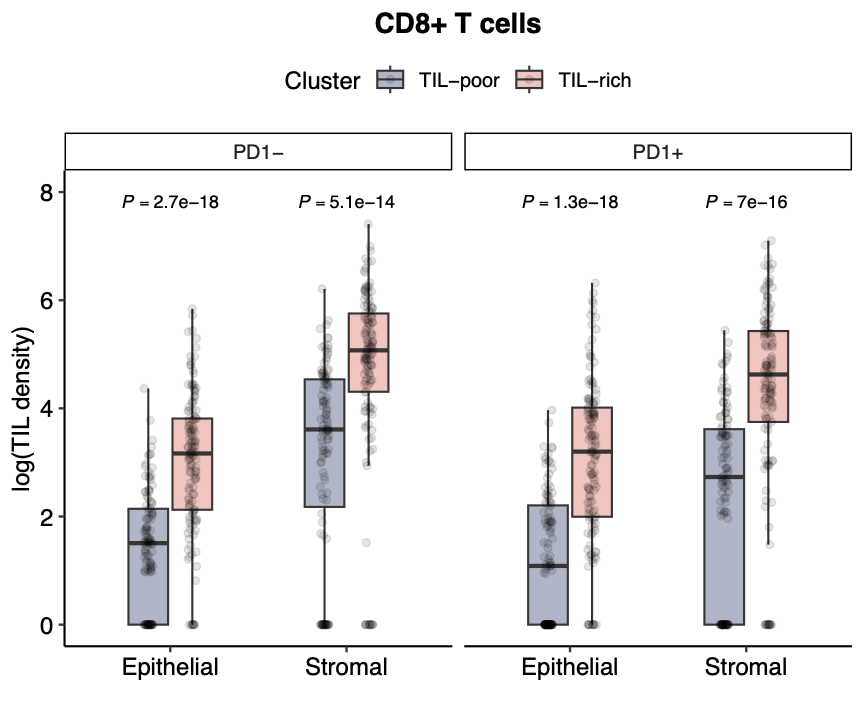 CD8+ T cells
Cluster TIL−poor TIL−rich
PD1− PD1+
8 P = 2.7e−18 P = 5.1e−14 P = 1.3e−18 P = 7e−16
6
4
2
0
log(TIL density)
Epithelial Stromal Epithelial Stromal